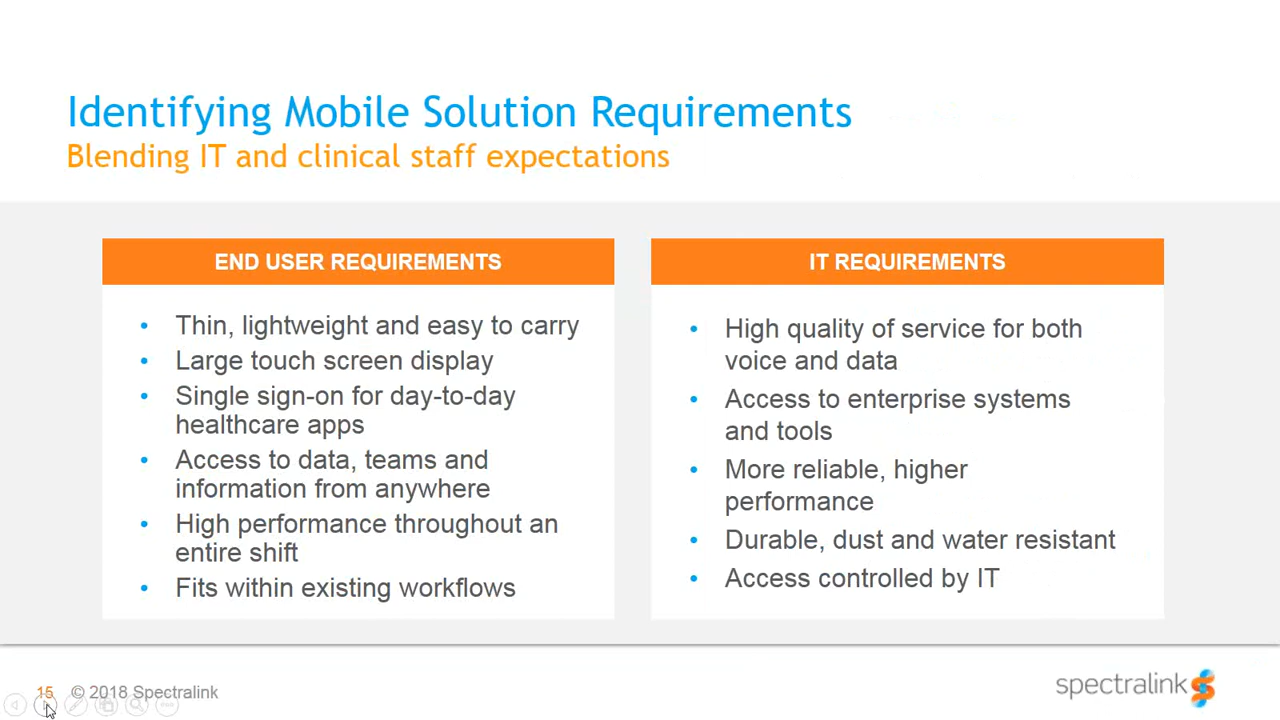 Identifying Mobile Solution Requirements
Blending IT and clinical staff expectations
END USER REQUIREMENTS
• Thin, lightweight and easy to carry
• Large touch screen display
• Single sign-on for day-to-day
healthcare apps
• Access to data, teams and
information from anywhere
• High performance throughout an
entire shift
• Fits within existing workflows
IT REQUIREMENTS
• High quality of service for both
voice and data
• Access to enterprise systems
and tools
• More reliable, higher
performance
• Durable, dust and water resistant
• Access controlled by IT
15 © 2018 Spectralink
spectralink